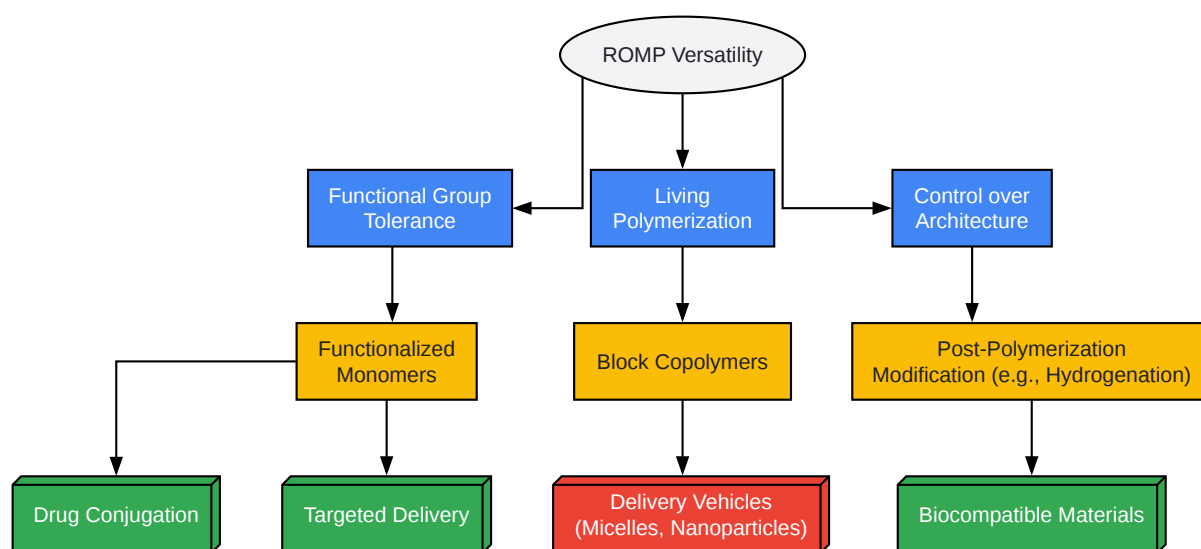 ROMP Versatility
Functional Group
Tolerance
Living
Polymerization
Control over
Architecture
Functionalized
Monomers
Block Copolymers
Post-Polymerization
Modification (e.g., Hydrogenation)
Drug Conjugation
Targeted Delivery
Delivery Vehicles
(Micelles, Nanoparticles)
Biocompatible Materials